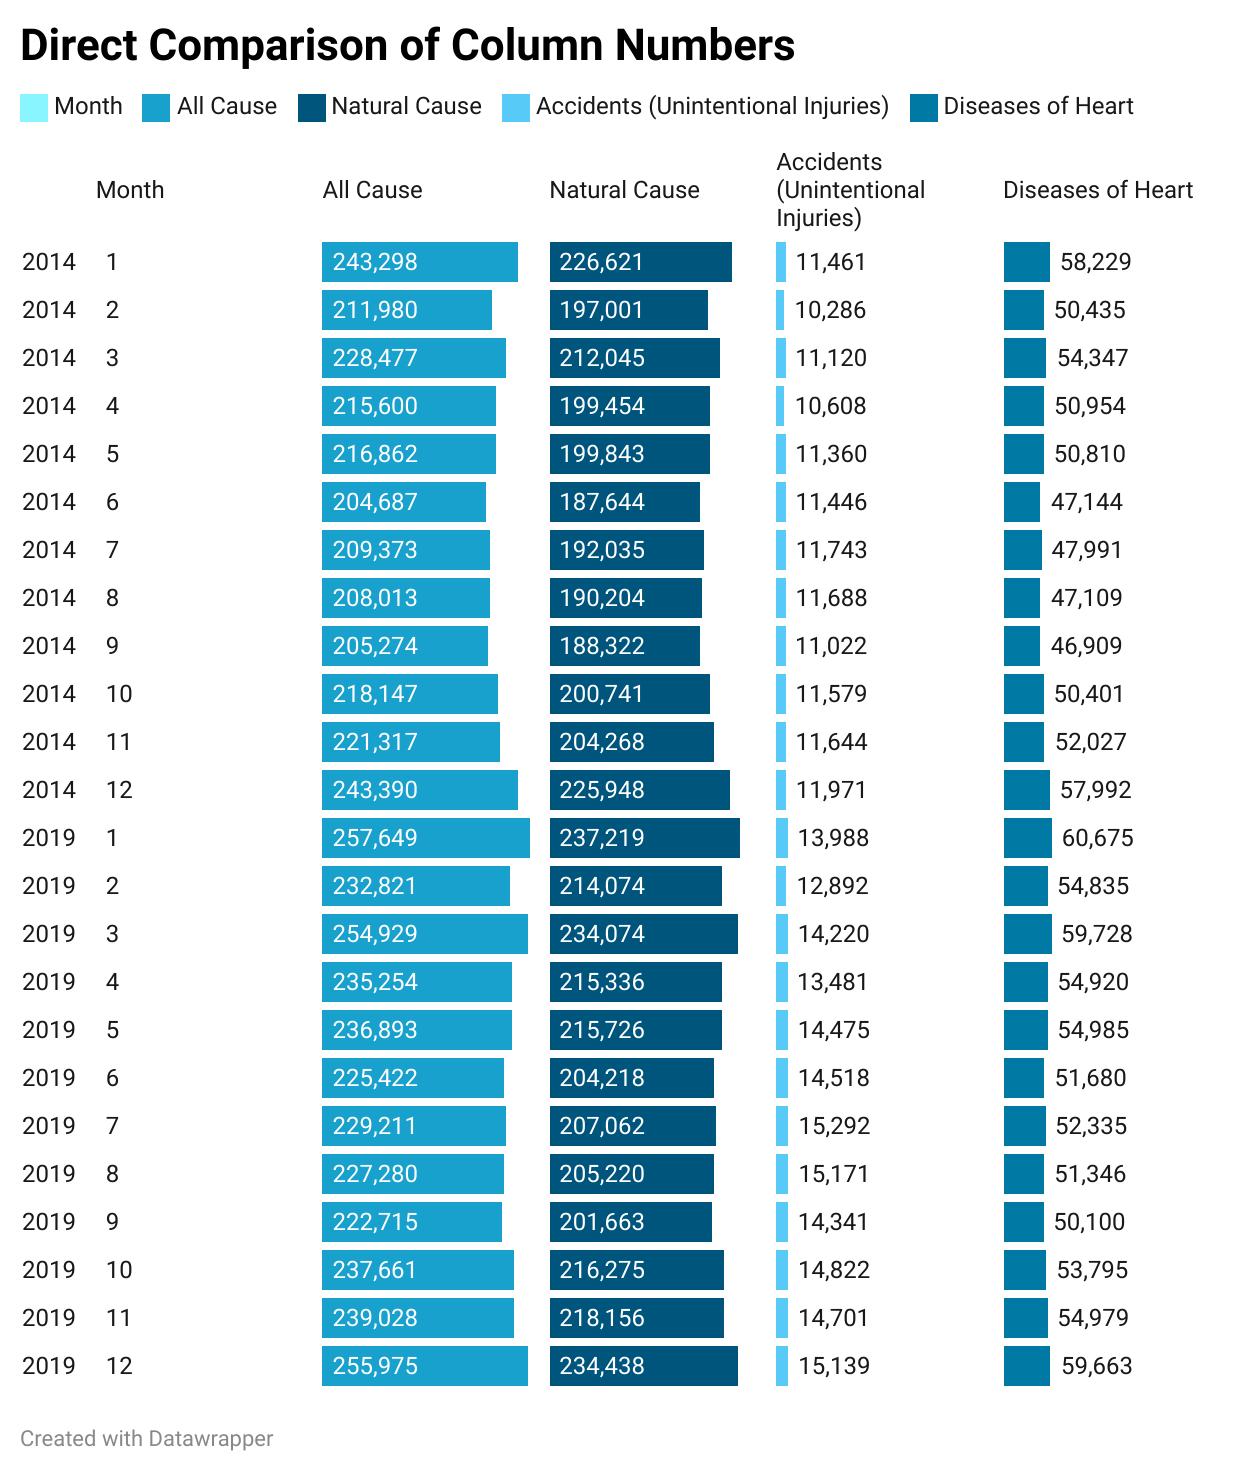 Direct Comparison of Column Numbers
Month All Cause Natural Cause Accidents (Unintentional Injuries) Diseases of Heart
Month All Cause Natural Cause Accidents (Unintentional Injuries) Diseases of Heart
2014 1 243,298 226,621 11,461 58,229
2014 2 211,980 197,001 10,286 50,435
2014 3 228,477 212,045 11,120 54,347
2014 4 215,600 199,454 10,608 50,954
2014 5 216,862 199,843 11,360 50,810
2014 6 204,687 187,644 11,446 47,144
2014 7 209,373 192,035 11,743 47,991
2014 8 208,013 190,204 11,688 47,109
2014 9 205,274 188,322 11,022 46,909
2014 10 218,147 200,741 11,579 50,401
2014 11 221,317 204,268 11,644 52,027
2014 12 243,390 225,948 11,971 57,992
2019 1 257,649 237,219 13,988 60,675
2019 2 232,821 214,074 12,892 54,835
2019 3 254,929 234,074 14,220 59,728
2019 4 235,254 215,336 13,481 54,920
2019 5 236,893 215,726 14,475 54,985
2019 6 225,422 204,218 14,518 51,680
2019 7 229,211 207,062 15,292 52,335
2019 8 227,280 205,220 15,171 51,346
2019 9 222,715 201,663 14,341 50,100
2019 10 237,661 216,275 14,822 53,795
2019 11 239,028 218,156 14,701 54,979
2019 12 255,975 234,438 15,139 59,663
Created with Datawrapper